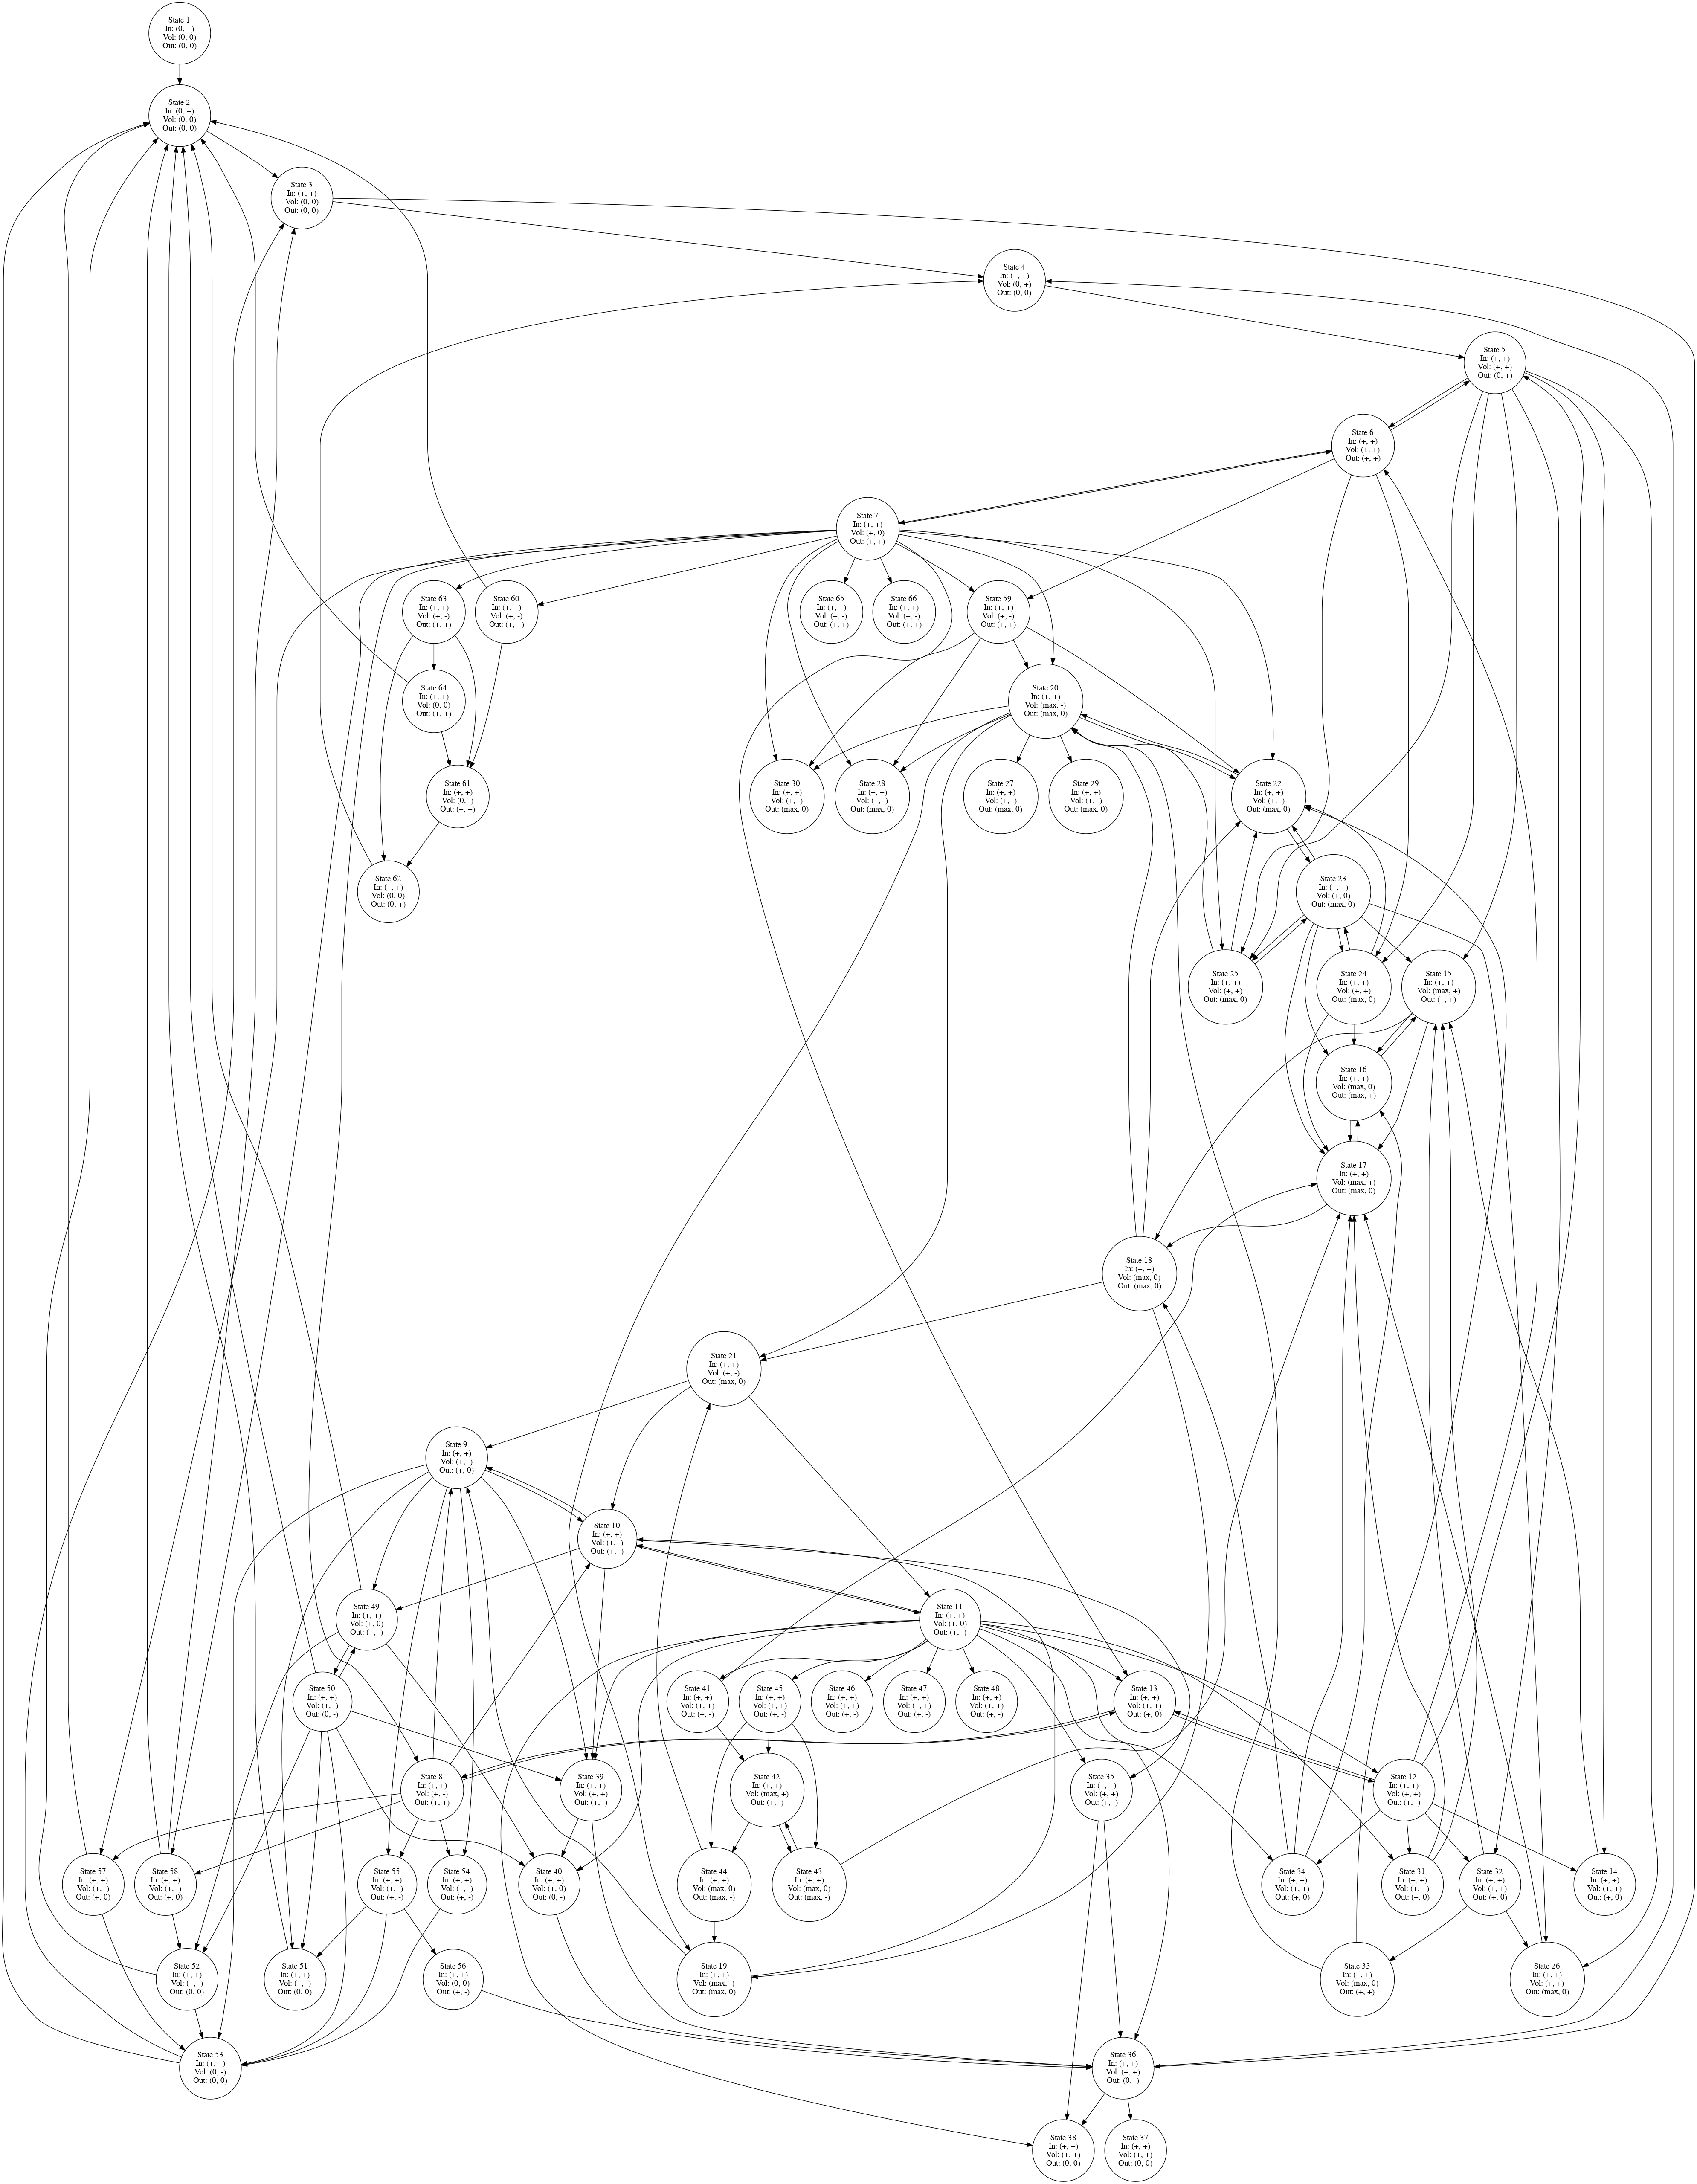 State 1
In: (0, +)
Vol: (0, 0)
Out: (0, 0)
State 2
In: (0, +)
Vol: (0, 0)
Out: (0, 0)
State 3
In: (+, +)
Vol: (0, 0)
Out: (0, 0)
State 4
In: (+, +)
Vol: (0, +)
Out: (0, 0)
State 5
In: (+, +)
Vol: (+, +)
Out: (0, +)
State 6
In: (+, +)
Vol: (+, +)
Out: (+, +)
State 7
In: (+, +)
Vol: (+, 0)
Out: (+, +)
State 63
In: (+, +)
Vol: (+, -)
Out: (+, +)
State 60
In: (+, +)
Vol: (+, -)
Out: (+, +)
State 65
In: (+, +)
Vol: (+, -)
Out: (+, +)
State 66
In: (+, +)
Vol: (+, -)
Out: (+, +)
State 59
In: (+, +)
Vol: (+, -)
Out: (+, +)
State 64
In: (+, +)
Vol: (0, 0)
Out: (+, +)
State 20
In: (+, +)
Vol: (max, -)
Out: (max, 0)
State 61
In: (+, +)
Vol: (0, -)
Out: (+, +)
State 30
In: (+, +)
Vol: (+, -)
Out: (max, 0)
State 28
In: (+, +)
Vol: (+, -)
Out: (max, 0)
State 27
In: (+, +)
Vol: (+, -)
Out: (max, 0)
State 29
In: (+, +)
Vol: (+, -)
Out: (max, 0)
State 22
In: (+, +)
Vol: (+, -)
Out: (max, 0)
State 62
In: (+, +)
Vol: (0, 0)
Out: (0, +)
State 23
In: (+, +)
Vol: (+, 0)
Out: (max, 0)
State 25
In: (+, +)
Vol: (+, +)
Out: (max, 0)
State 24
In: (+, +)
Vol: (+, +)
Out: (max, 0)
State 15
In: (+, +)
Vol: (max, +)
Out: (+, +)
State 16
In: (+, +)
Vol: (max, 0)
Out: (max, +)
State 17
In: (+, +)
Vol: (max, +)
Out: (max, 0)
State 18
In: (+, +)
Vol: (max, 0)
Out: (max, 0)
State 21
In: (+, +)
Vol: (+, -)
Out: (max, 0)
State 9
In: (+, +)
Vol: (+, -)
Out: (+, 0)
State 10
In: (+, +)
Vol: (+, -)
Out: (+, -)
State 49
In: (+, +)
Vol: (+, 0)
Out: (+, -)
State 11
In: (+, +)
Vol: (+, 0)
Out: (+, -)
State 50
In: (+, +)
Vol: (+, -)
Out: (0, -)
State 41
In: (+, +)
Vol: (+, +)
Out: (+, -)
State 45
In: (+, +)
Vol: (+, +)
Out: (+, -)
State 46
In: (+, +)
Vol: (+, +)
Out: (+, -)
State 47
In: (+, +)
Vol: (+, +)
Out: (+, -)
State 48
In: (+, +)
Vol: (+, +)
Out: (+, -)
State 13
In: (+, +)
Vol: (+, +)
Out: (+, 0)
State 8
In: (+, +)
Vol: (+, -)
Out: (+, +)
State 39
In: (+, +)
Vol: (+, +)
Out: (+, -)
State 42
In: (+, +)
Vol: (max, +)
Out: (+, -)
State 35
In: (+, +)
Vol: (+, +)
Out: (+, -)
State 12
In: (+, +)
Vol: (+, +)
Out: (+, -)
State 57
In: (+, +)
Vol: (+, -)
Out: (+, 0)
State 58
In: (+, +)
Vol: (+, -)
Out: (+, 0)
State 55
In: (+, +)
Vol: (+, -)
Out: (+, -)
State 54
In: (+, +)
Vol: (+, -)
Out: (+, -)
State 40
In: (+, +)
Vol: (+, 0)
Out: (0, -)
State 44
In: (+, +)
Vol: (max, 0)
Out: (max, -)
State 43
In: (+, +)
Vol: (max, 0)
Out: (max, -)
State 34
In: (+, +)
Vol: (+, +)
Out: (+, 0)
State 31
In: (+, +)
Vol: (+, +)
Out: (+, 0)
State 32
In: (+, +)
Vol: (+, +)
Out: (+, 0)
State 14
In: (+, +)
Vol: (+, +)
Out: (+, 0)
State 52
In: (+, +)
Vol: (+, -)
Out: (0, 0)
State 51
In: (+, +)
Vol: (+, -)
Out: (0, 0)
State 56
In: (+, +)
Vol: (0, 0)
Out: (+, -)
State 19
In: (+, +)
Vol: (max, -)
Out: (max, 0)
State 33
In: (+, +)
Vol: (max, 0)
Out: (+, +)
State 26
In: (+, +)
Vol: (+, +)
Out: (max, 0)
State 53
In: (+, +)
Vol: (0, -)
Out: (0, 0)
State 36
In: (+, +)
Vol: (+, +)
Out: (0, -)
State 38
In: (+, +)
Vol: (+, +)
Out: (0, 0)
State 37
In: (+, +)
Vol: (+, +)
Out: (0, 0)